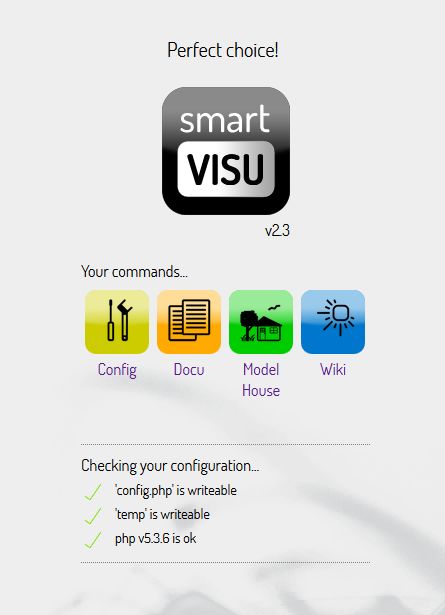 Perfect choice!
smart
VISU
v2.3
Your commands...
Config Docu Model House Wiki
Checking your configuration...
'config.php' is writeable
'temp' is writeable
php v5.3.6 is ok